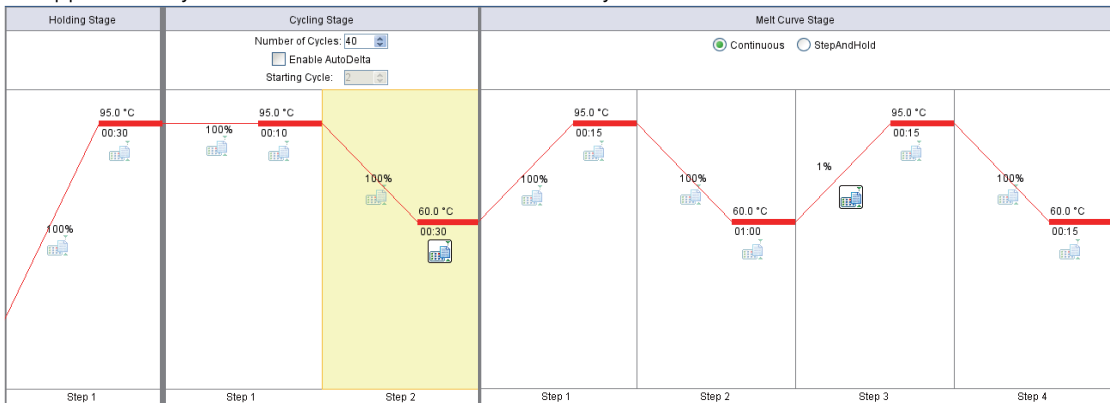 Holding Stage
Cycling Stage
Melt Curve Stage
Number of Cycles: 40
Enable AutoDelta
Starting Cycle: 2
Continuous StepAndHold
95.0 °C
00:30
100%
95.0 °C
100%
00:10
100%
60.0 °C
00:30
95.0 °C
00:15
100%
100%
60.0 °C
01:00
95.0 °C
00:15
1%
100%
60.0 °C
00:15
Step 1
Step 1
Step 2
Step 1
Step 2
Step 3
Step 4